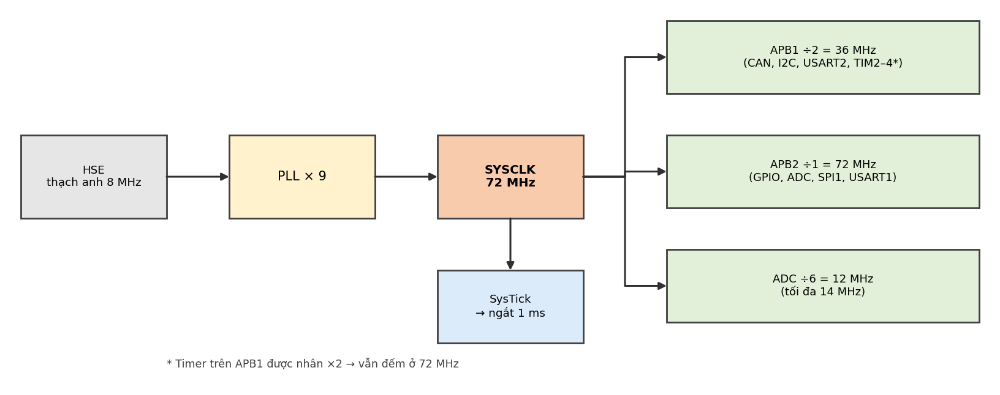 HSE
thạch anh 8 MHz
PLL × 9
SYSCLK
72 MHz
APB1 ÷2 = 36 MHz
(CAN, I2C, USART2, TIM2–4*)
APB2 ÷1 = 72 MHz
(GPIO, ADC, SPI1, USART1)
ADC ÷6 = 12 MHz
(tối đa 14 MHz)
SysTick
→ ngắt 1 ms
* Timer trên APB1 được nhân ×2 → vẫn đếm ở 72 MHz